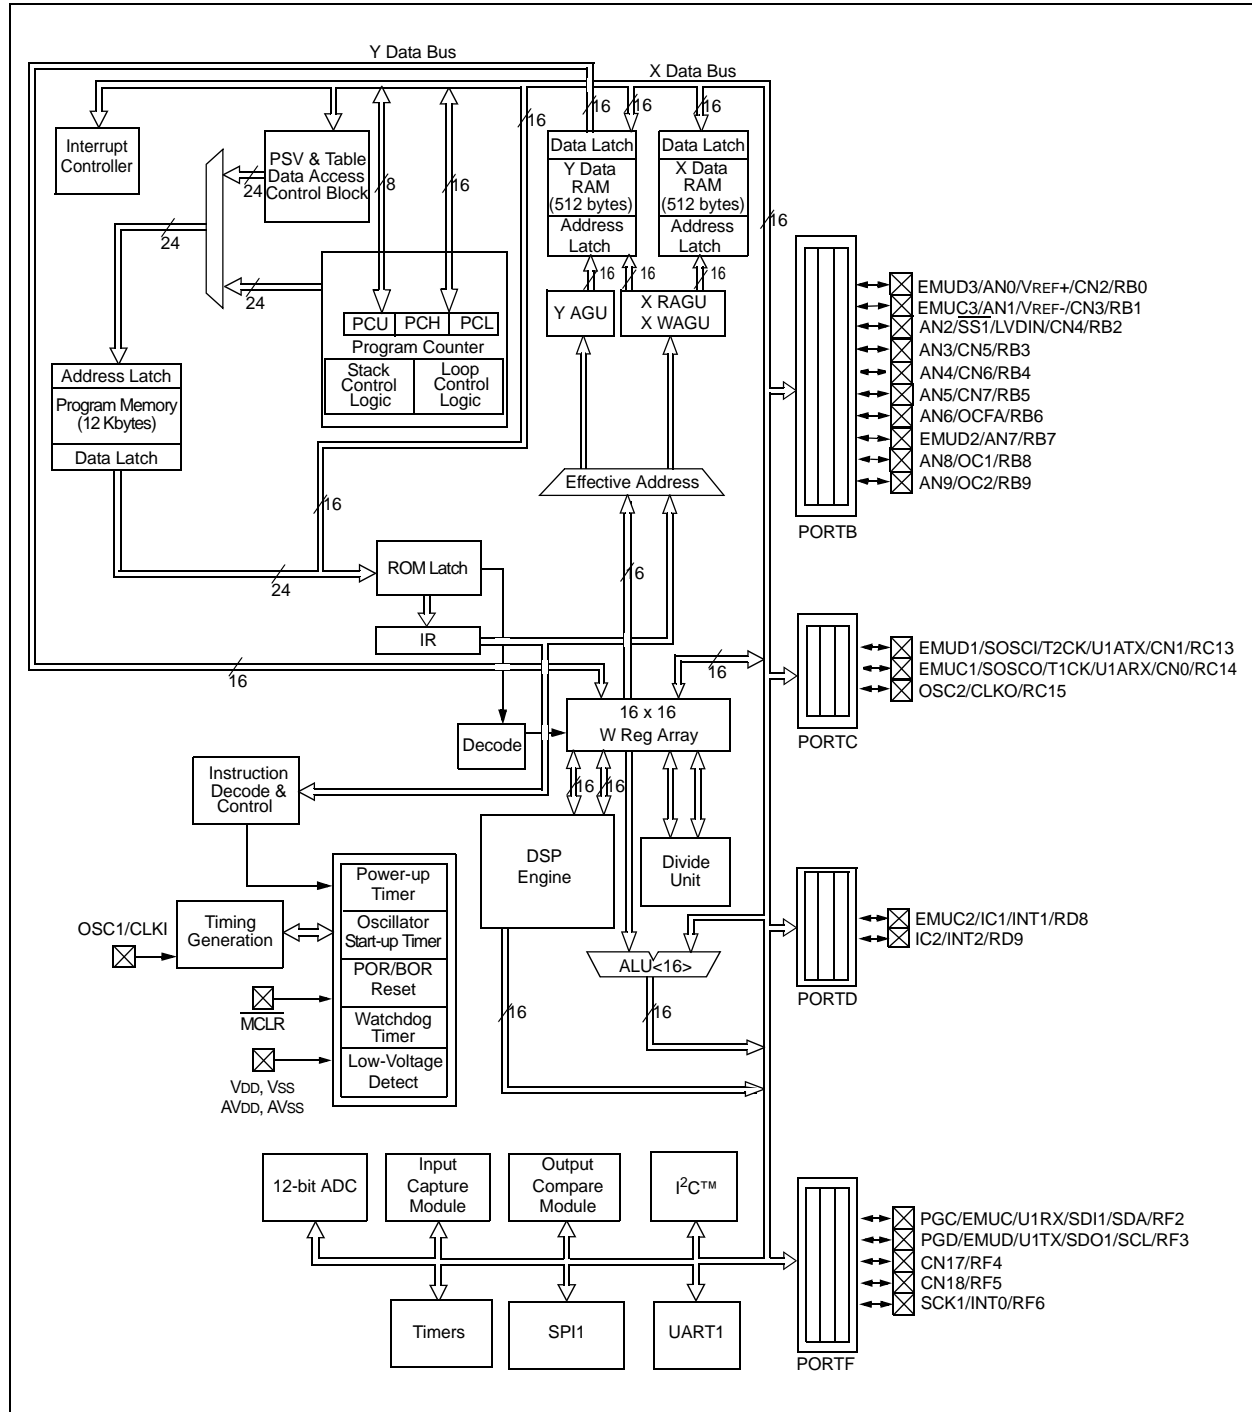 Y Data Bus
X Data Bus
16
16
16
16
Interrupt
Controller
PSV & Table
Data Access
Control Block
24
8
16
Data Latch
Y Data
RAM
(512 bytes)
Address
Latch
Data Latch
X Data
RAM
(512 bytes)
Address
Latch
16
24
24
16
16
16
Y AGU
X RAGU
X WAGU
PCU
PCH
PCL
Program Counter
Stack
Control
Logic
Loop
Control
Logic
Address Latch
Program Memory
(12 Kbytes)
Data Latch
Effective Address
16
24
ROM Latch
16
IR
16
16
16 x 16
W Reg Array
Decode
Instruction
Decode &
Control
16
16
DSP
Engine
Divide
Unit
Power-up
Timer
Oscillator
Start-up Timer
POR/BOR
Reset
Watchdog
Timer
Low-Voltage
Detect
OSC1/CLKI
Timing
Generation
MCLR
VDD, VSS
AVDD, AVSS
ALU<16>
16
16
EMUD3/AN0/VREF+/CN2/RB0
EMUC3/AN1/VREF-/CN3/RB1
AN2/SS1/LVDIN/CN4/RB2
AN3/CN5/RB3
AN4/CN6/RB4
AN5/CN7/RB5
AN6/OCFA/RB6
EMUD2/AN7/RB7
AN8/OC1/RB8
AN9/OC2/RB9
PORTB
EMUD1/SOSCI/T2CK/U1ATX/CN1/RC13
EMUC1/SOSCO/T1CK/U1ARX/CN0/RC14
OSC2/CLKO/RC15
PORTC
EMUC2/IC1/INT1/RD8
IC2/INT2/RD9
PORTD
12-bit ADC
Input
Capture
Module
Output
Compare
Module
I²C™
Timers
SPI1
UART1
PGC/EMUC/U1RX/SDI1/SDA/RF2
PGD/EMUD/U1TX/SDO1/SCL/RF3
CN17/RF4
CN18/RF5
SCK1/INT0/RF6
PORTF